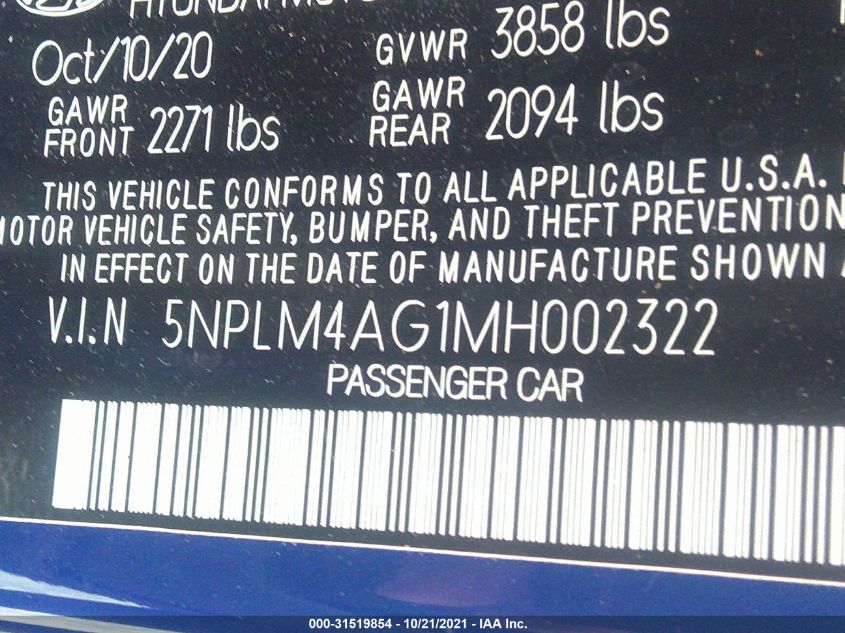 Oct/10/20 GVWR 3858 lbs
GAWR FRONT 2271 lbs GAWR REAR 2094 lbs
THIS VEHICLE CONFORMS TO ALL APPLICABLE U.S.A.
MOTOR VEHICLE SAFETY, BUMPER, AND THEFT PREVENTION
IN EFFECT ON THE DATE OF MANUFACTURE SHOWN
V.I.N 5NPLM4AG1MH002322
PASSENGER CAR
000-31519854 - 10/21/2021 - IAA Inc.